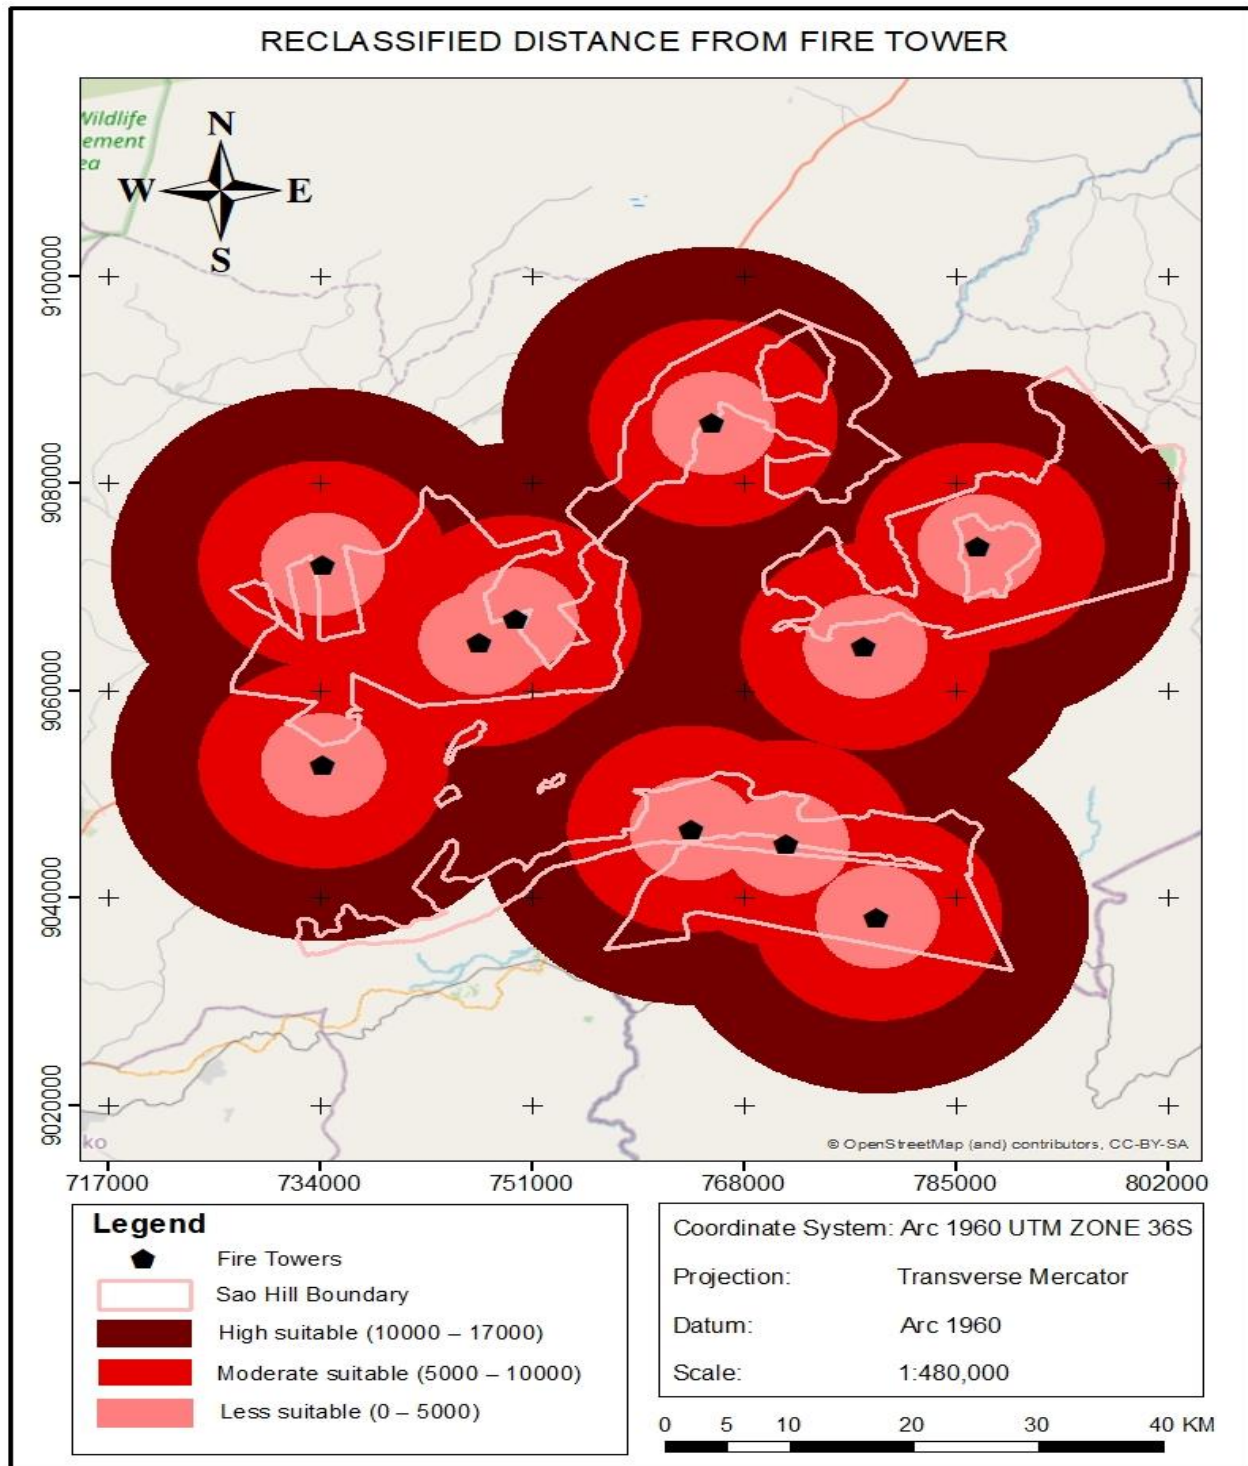 RECLASSIFIED DISTANCE FROM FIRE TOWER
Wildlife
ement
ea
N
W E
S
9100000
9080000
9060000
9040000
9020000
ko
© OpenStreetMap (and) contributors, CC-BY-SA
717000 734000 751000 768000 785000 802000
Legend
Fire Towers
Sao Hill Boundary
High suitable (10000 – 17000)
Moderate suitable (5000 – 10000)
Less suitable (0 – 5000)
Coordinate System: Arc 1960 UTM ZONE 36S
Projection: Transverse Mercator
Datum: Arc 1960
Scale: 1:480,000
0 5 10 20 30 40 KM